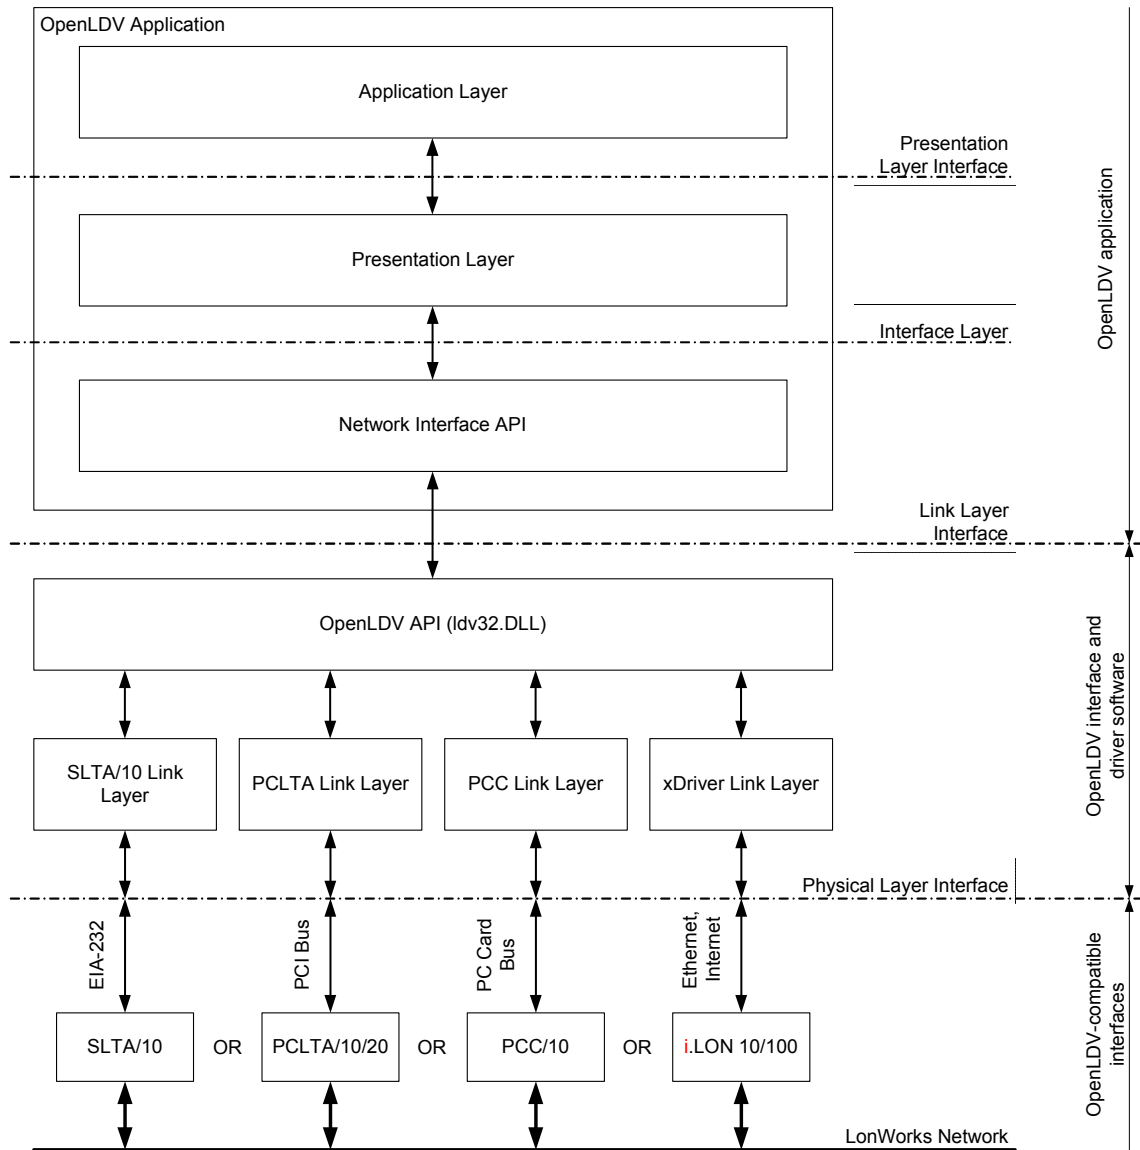 OpenLDV Application
Application Layer
Presentation
Layer Interface
Presentation Layer
OpenLDV application
Interface Layer
Network Interface API
Link Layer
Interface
OpenLDV API (ldv32.DLL)
OpenLDV interface and
driver software
SLTA/10 Link
Layer
PCLTA Link Layer
PCC Link Layer
xDriver Link Layer
Physical Layer Interface
EIA-232
PCI Bus
PC Card
Bus
Ethernet,
Internet
OpenLDV-compatible
interfaces
SLTA/10
OR
PCLTA/10/20
OR
PCC/10
OR
i.LON 10/100
LonWorks Network